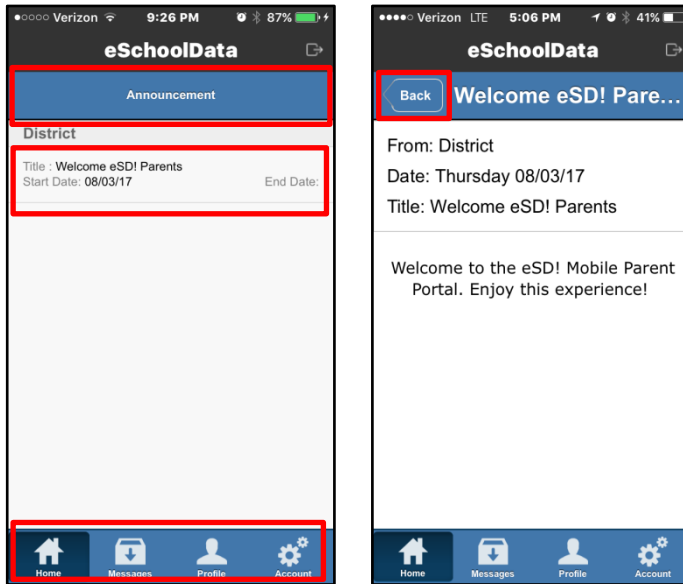 Verizon 9:26 PM 87%
eSchoolData
Announcement
District
Title : Welcome eSD! Parents
Start Date: 08/03/17 End Date:
Home Messages Profile Account
Verizon LTE 5:06 PM 41%
eSchoolData
Back Welcome eSD! Pare...
From: District
Date: Thursday 08/03/17
Title: Welcome eSD! Parents
Welcome to the eSD! Mobile Parent
Portal. Enjoy this experience!
Home Messages Profile Account